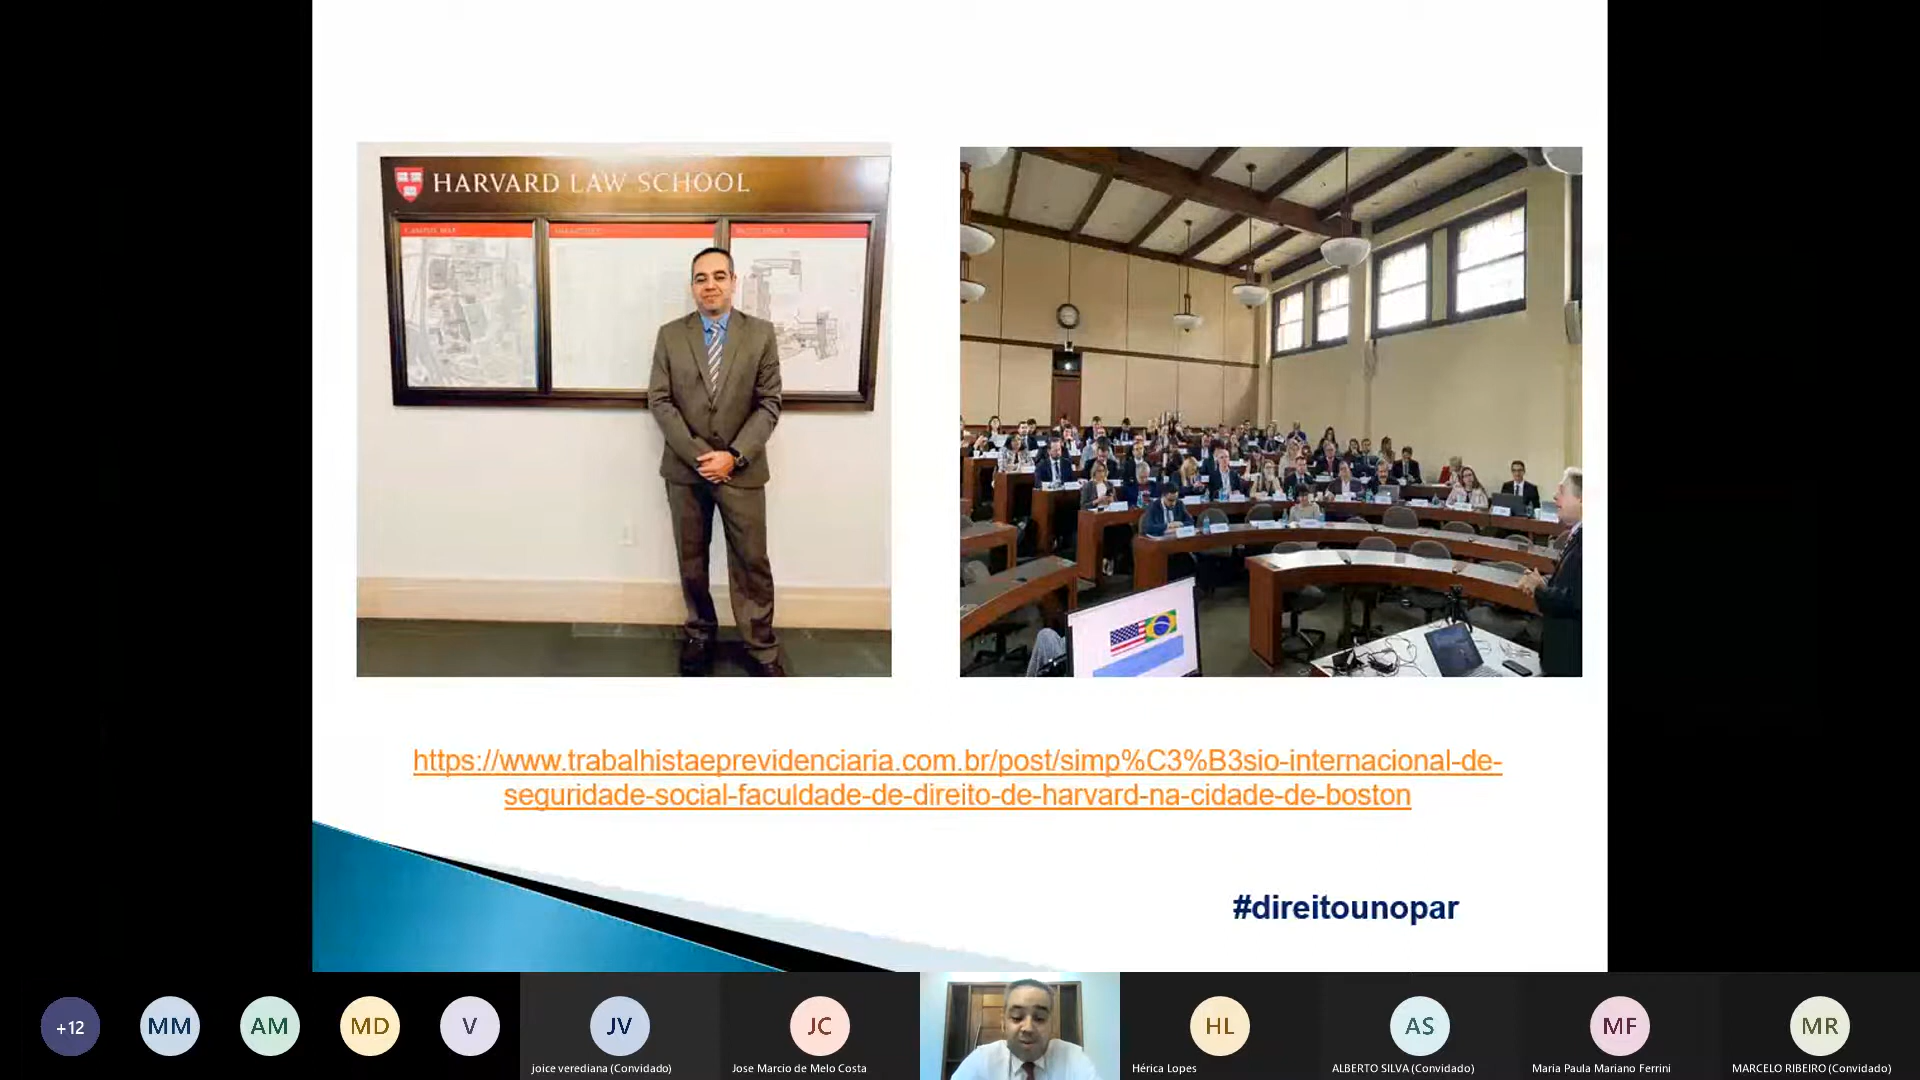 HARVARD LAW SCHOOL
CAMPUS MAP
https://www.trabalhistaeprevidenciaria.com.br/post/simp%C3%B3sio-internacional-de-
seguridade-social-faculdade-de-direito-de-harvard-na-cidade-de-boston
#direitounopar
+12
MM
AM
MD
V
JV
JC
HL
AS
MF
MR
joice verediana (Convidado)
Jose Marcio de Melo Costa
Hérica Lopes
ALBERTO SILVA (Convidado)
Maria Paula Mariano Ferrini
MARCELO RIBEIRO (Convidado)